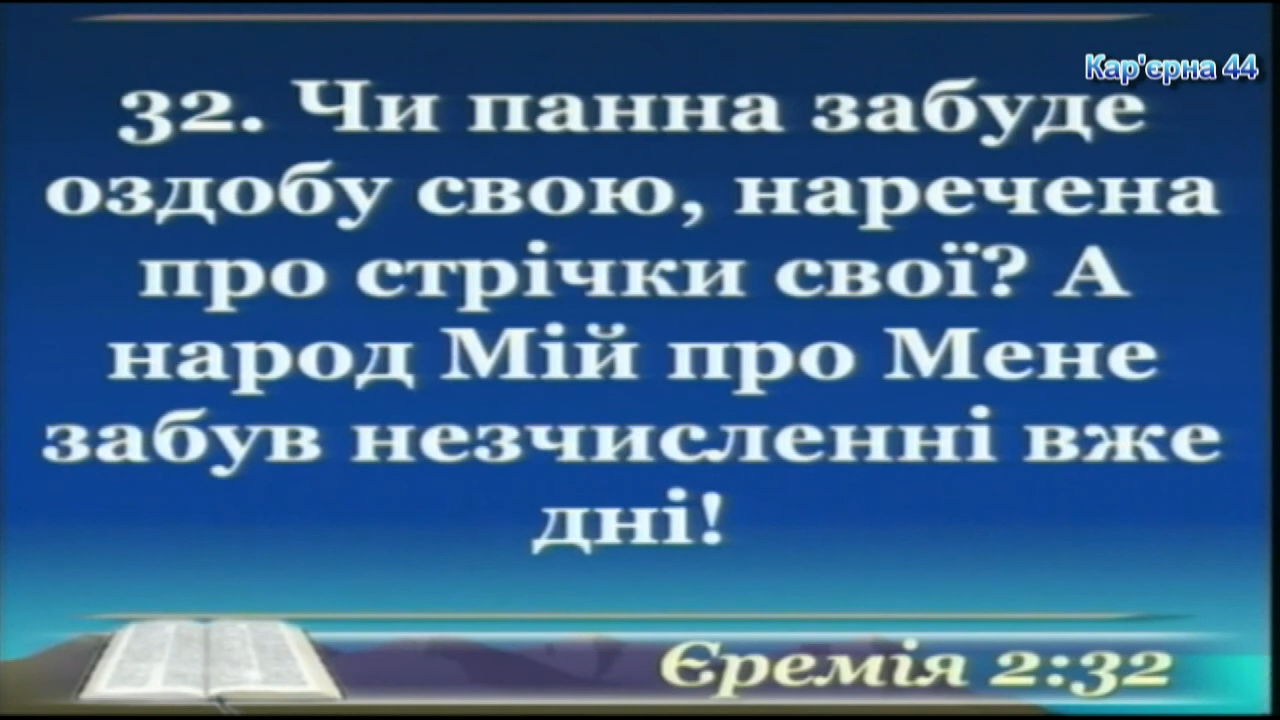 Кар'єрна 44
32. Чи панна забуде
оздобу свою, наречена
про стрічки свої? А
народ Мій про Мене
забув незчисленні вже
дні!
Єремія 2:32